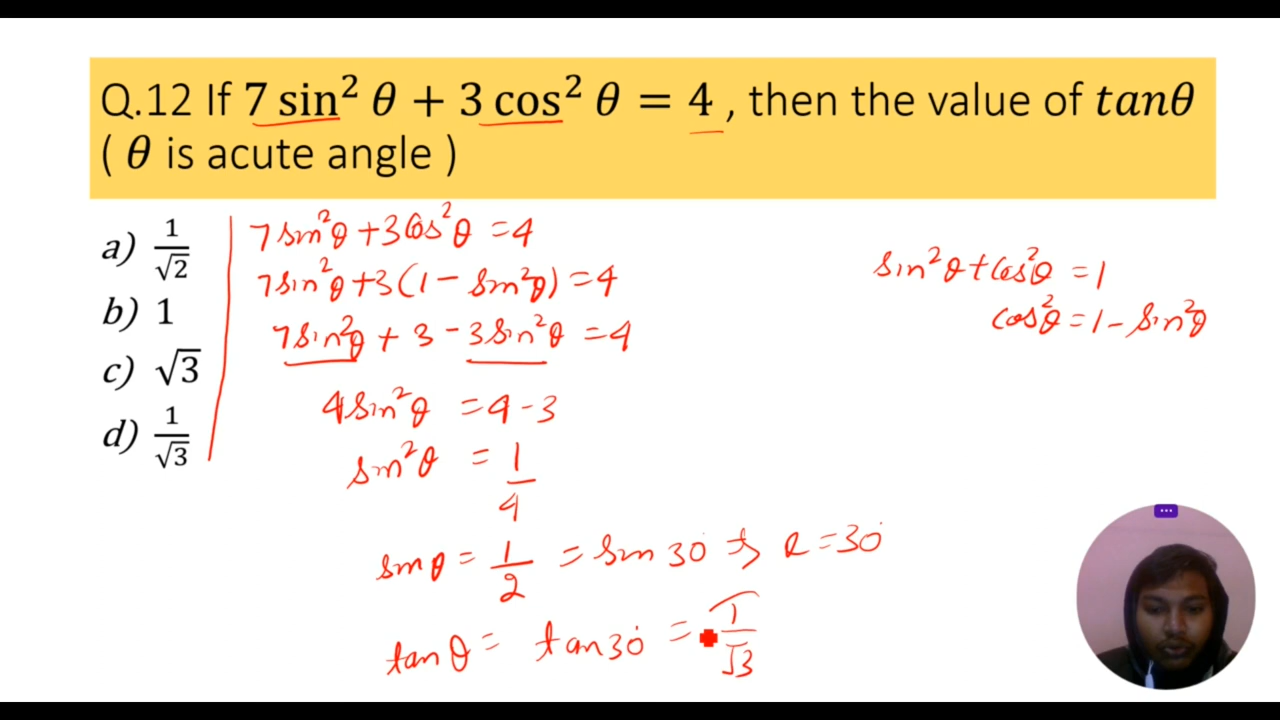 Q.12 If 7 sin² θ + 3 cos² θ = 4 , then the value of tanθ
( θ is acute angle )
a) 1/√2
b) 1
c) √3
d) 1/√3
7sin²θ + 3Cos²θ = 4
7sin²θ + 3(1 - sin²θ) = 4
7sin²θ + 3 - 3sin²θ = 4
4sin²θ = 4 - 3
sin²θ = 1/4
sinθ = 1/2 = sin 30° ⇒ = 30°
tanθ = tan30° = 1/√3
sin²θ + Cos²θ = 1
cos²θ = 1 - sin²θ